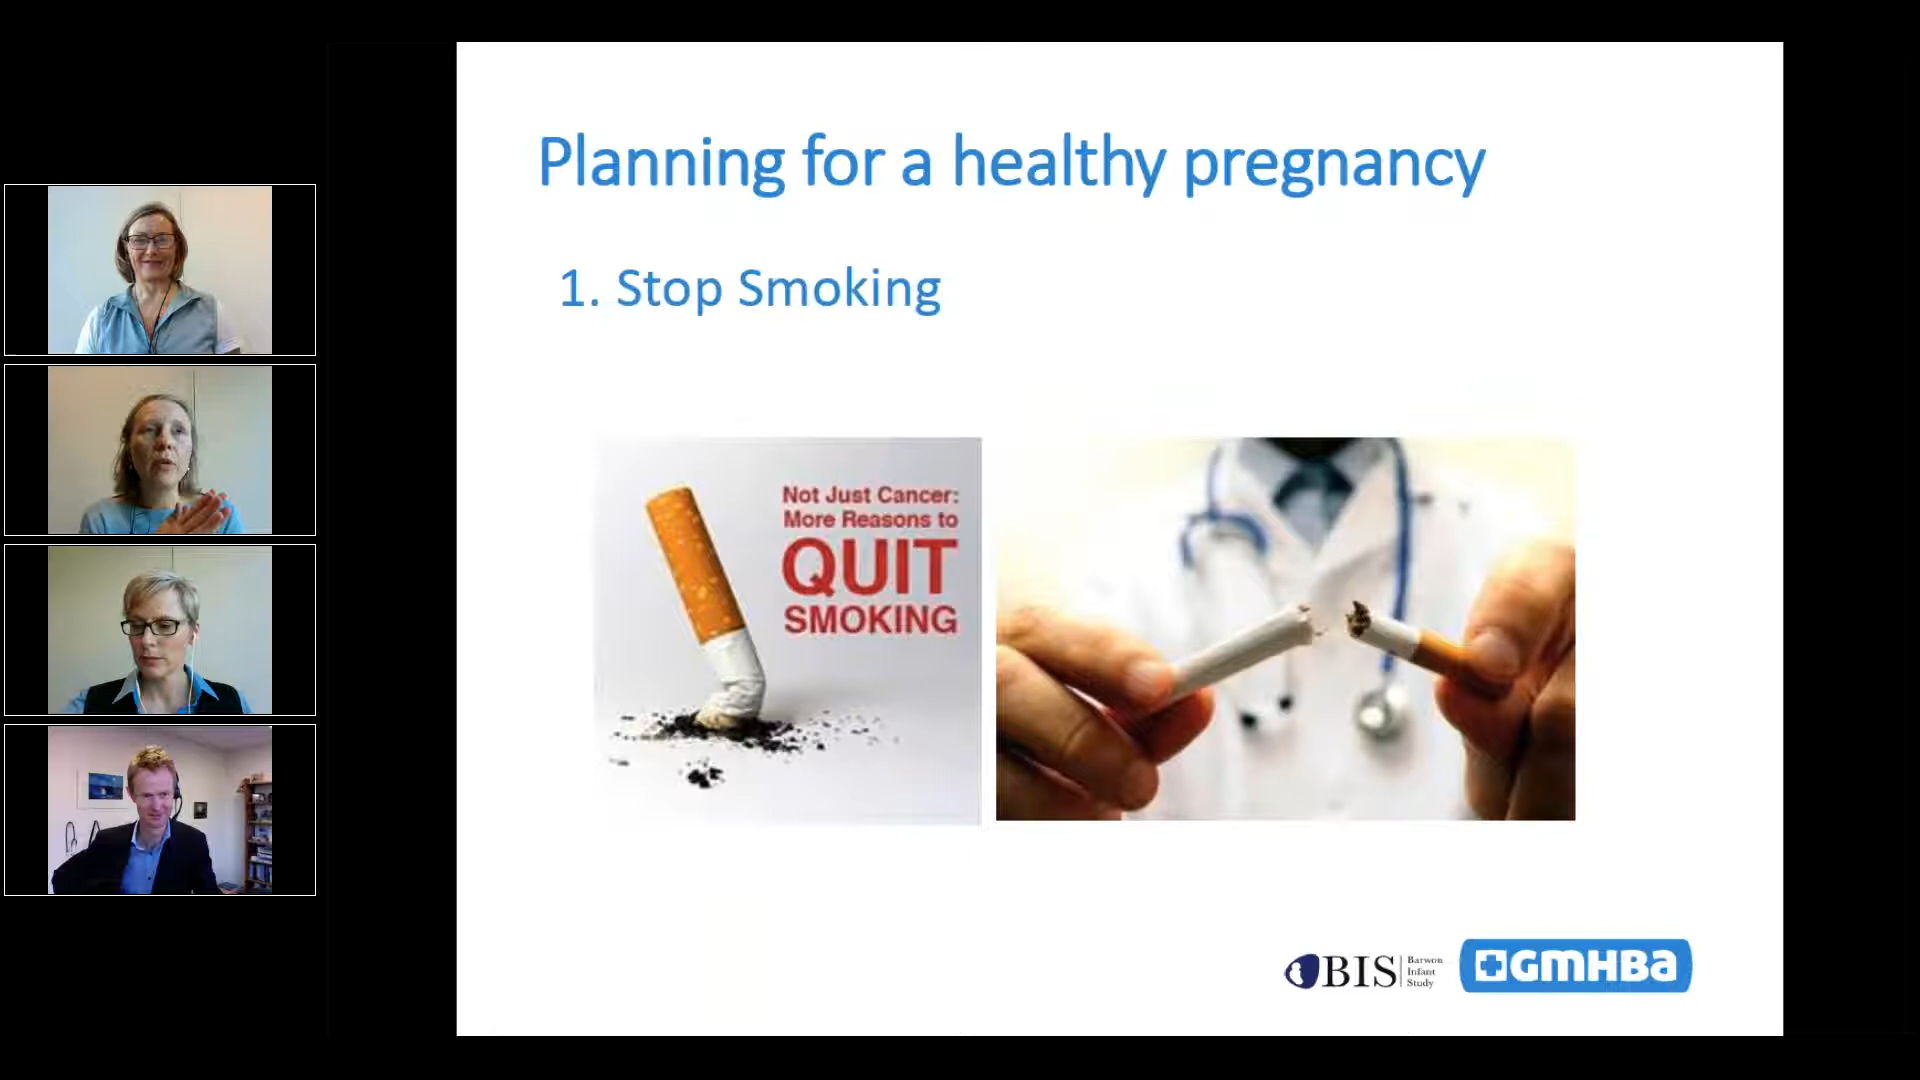 Planning for a healthy pregnancy
1. Stop Smoking
Not Just Cancer:
More Reasons to
QUIT
SMOKING
BIS
Barwon
Infant
Study
GMHBa